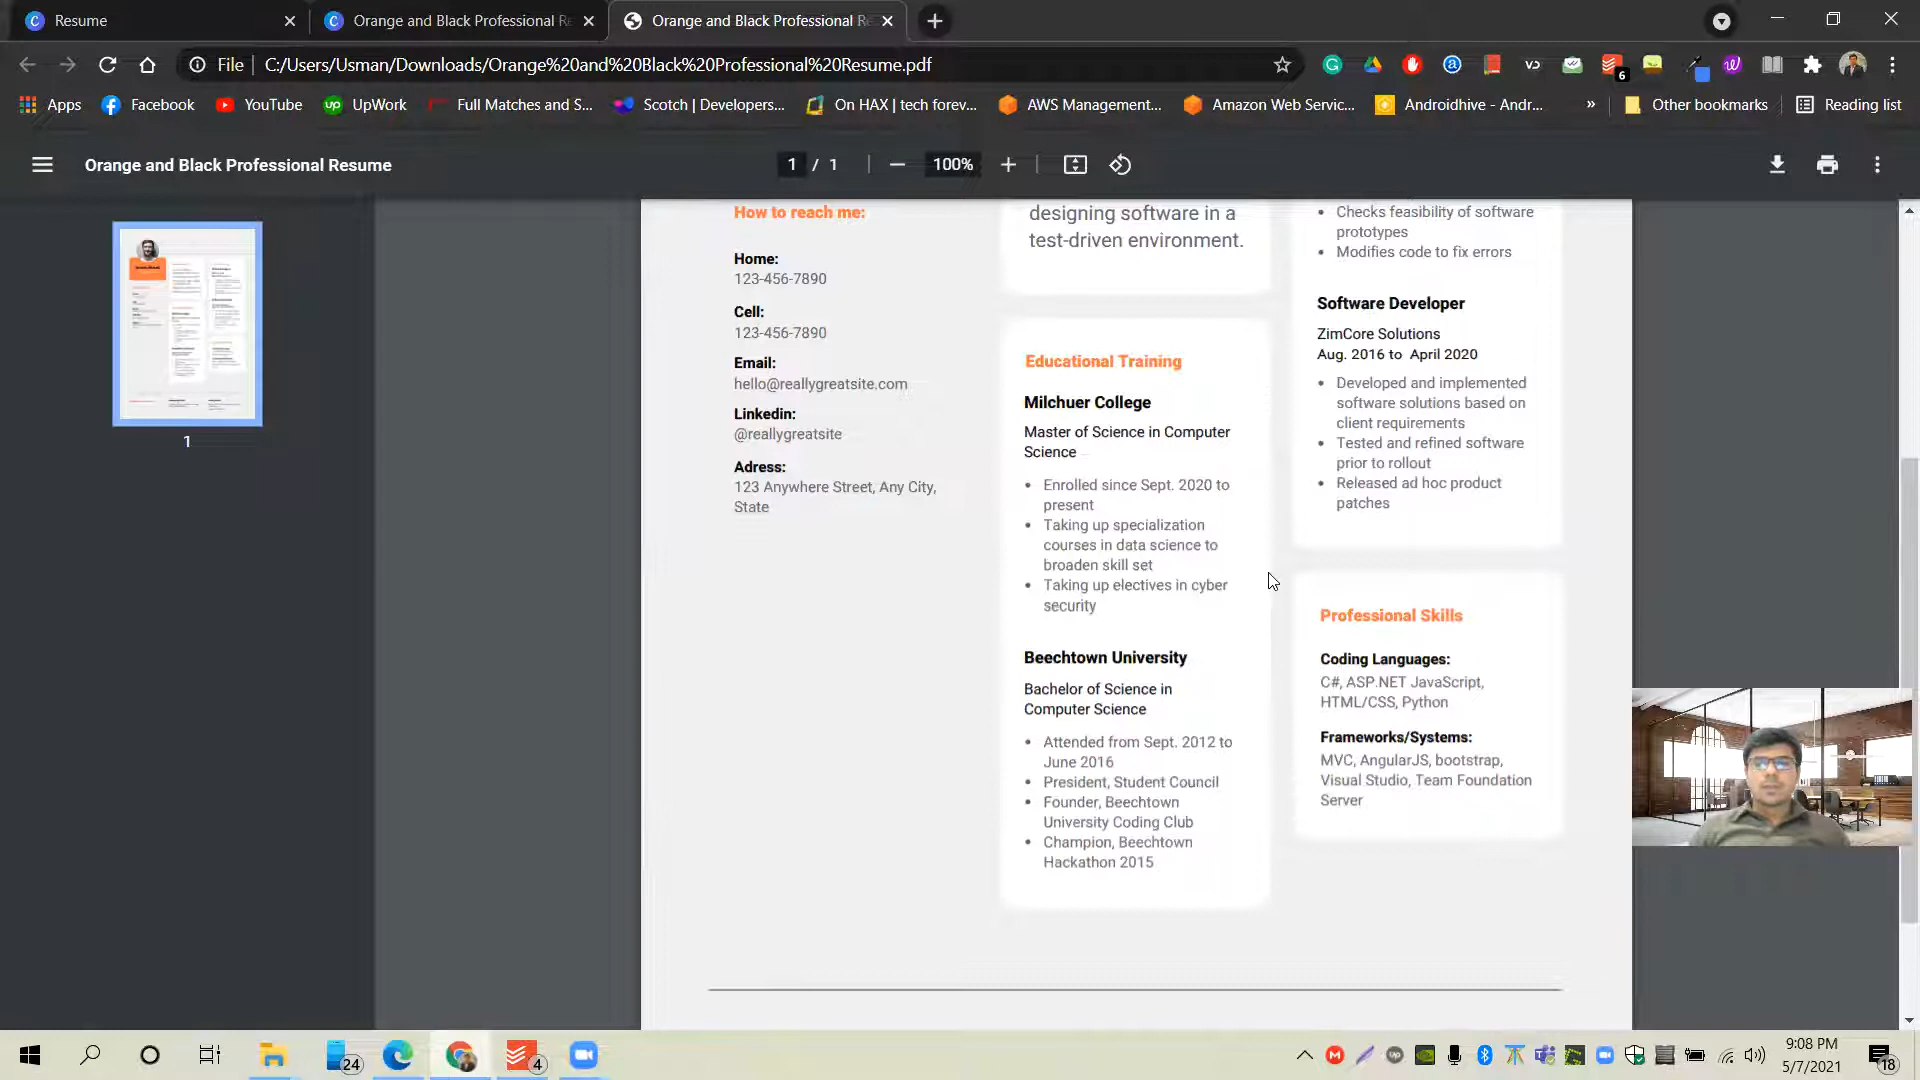 Resume
Orange and Black Professional Re
Orange and Black Professional R
File
C:/Users/Usman/Downloads/Orange%20and%20Black%20Professional%20Resume.pdf
6
Apps
Facebook
YouTube
UpWork
Full Matches and S...
Scotch | Developers...
On HAX | tech forev...
AWS Management...
Amazon Web Servic...
Androidhive - Andr...
»
Other bookmarks
Reading list
Orange and Black Professional Resume
1 / 1
100%
1
How to reach me:
Home:
123-456-7890
Cell:
123-456-7890
Email:
hello@reallygreatsite.com
Linkedin:
@reallygreatsite
Adress:
123 Anywhere Street, Any City,
State
designing software in a
test-driven environment.
Educational Training
Milchuer College
Master of Science in Computer
Science
• Enrolled since Sept. 2020 to
present
• Taking up specialization
courses in data science to
broaden skill set
• Taking up electives in cyber
security
Beechtown University
Bachelor of Science in
Computer Science
• Attended from Sept. 2012 to
June 2016
• President, Student Council
• Founder, Beechtown
University Coding Club
• Champion, Beechtown
Hackathon 2015
• Checks feasibility of software
prototypes
• Modifies code to fix errors
Software Developer
ZimCore Solutions
Aug. 2016 to April 2020
• Developed and implemented
software solutions based on
client requirements
• Tested and refined software
prior to rollout
• Released ad hoc product
patches
Professional Skills
Coding Languages:
C#, ASP.NET JavaScript,
HTML/CSS, Python
Frameworks/Systems:
MVC, AngularJS, bootstrap,
Visual Studio, Team Foundation
Server
24
4
9:08 PM
5/7/2021
18